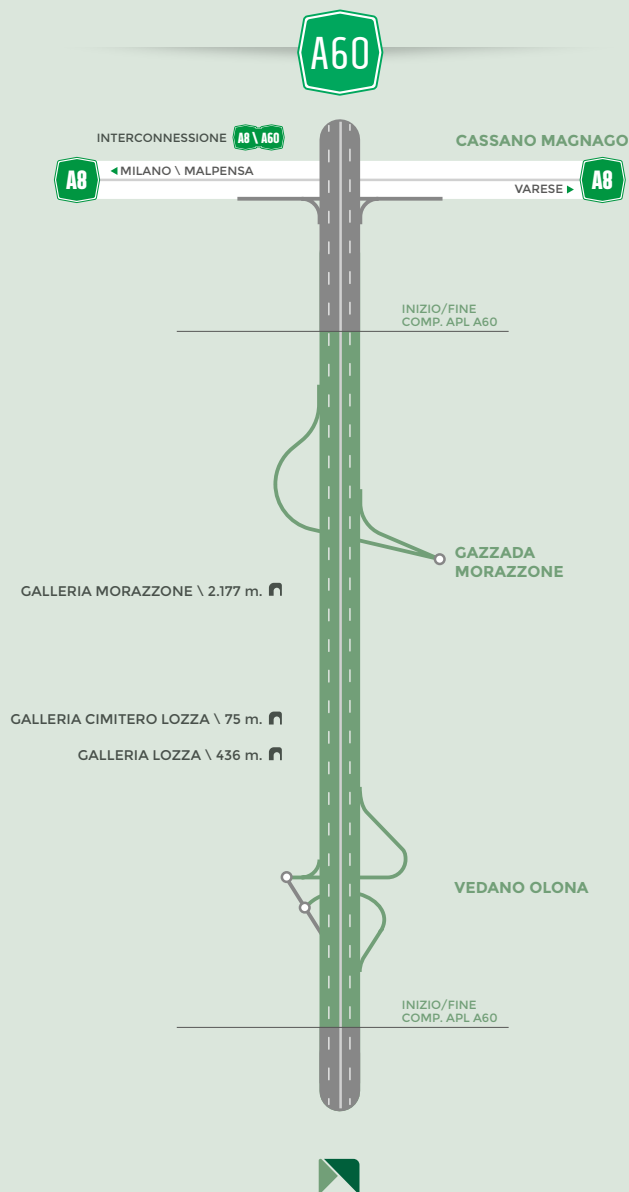 A60
INTERCONNESSIONE A8 \ A60
CASSANO MAGNAGO
A8
MILANO \ MALPENSA
VARESE
A8
INIZIO/FINE
COMP. APL A60
GAZZADA
MORAZZONE
GALLERIA MORAZZONE \ 2.177 m.
GALLERIA CIMITERO LOZZA \ 75 m.
GALLERIA LOZZA \ 436 m.
VEDANO OLONA
INIZIO/FINE
COMP. APL A60